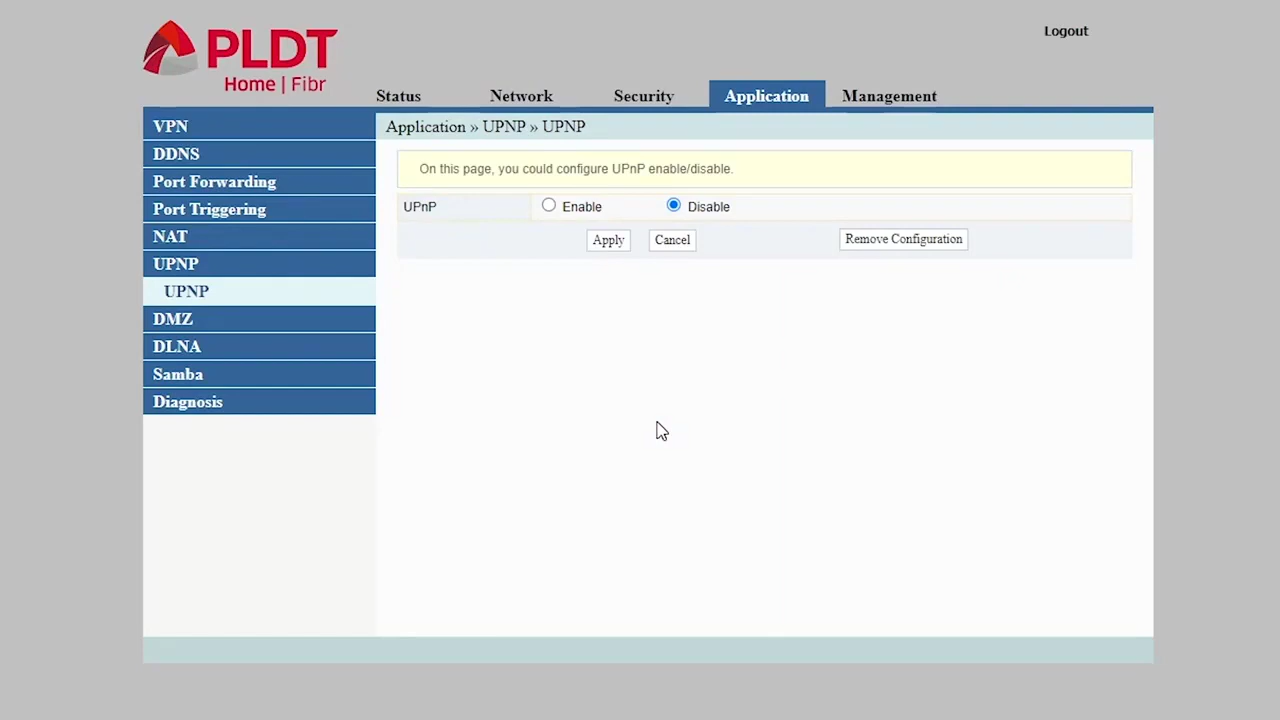 PLDT
Home | Fibr
Logout
Status Network Security Application Management
VPN
DDNS
Port Forwarding
Port Triggering
NAT
UPNP
UPNP
DMZ
DLNA
Samba
Diagnosis
Application » UPNP » UPNP
On this page, you could configure UPnP enable/disable.
UPnP Enable Disable
Apply Cancel Remove Configuration